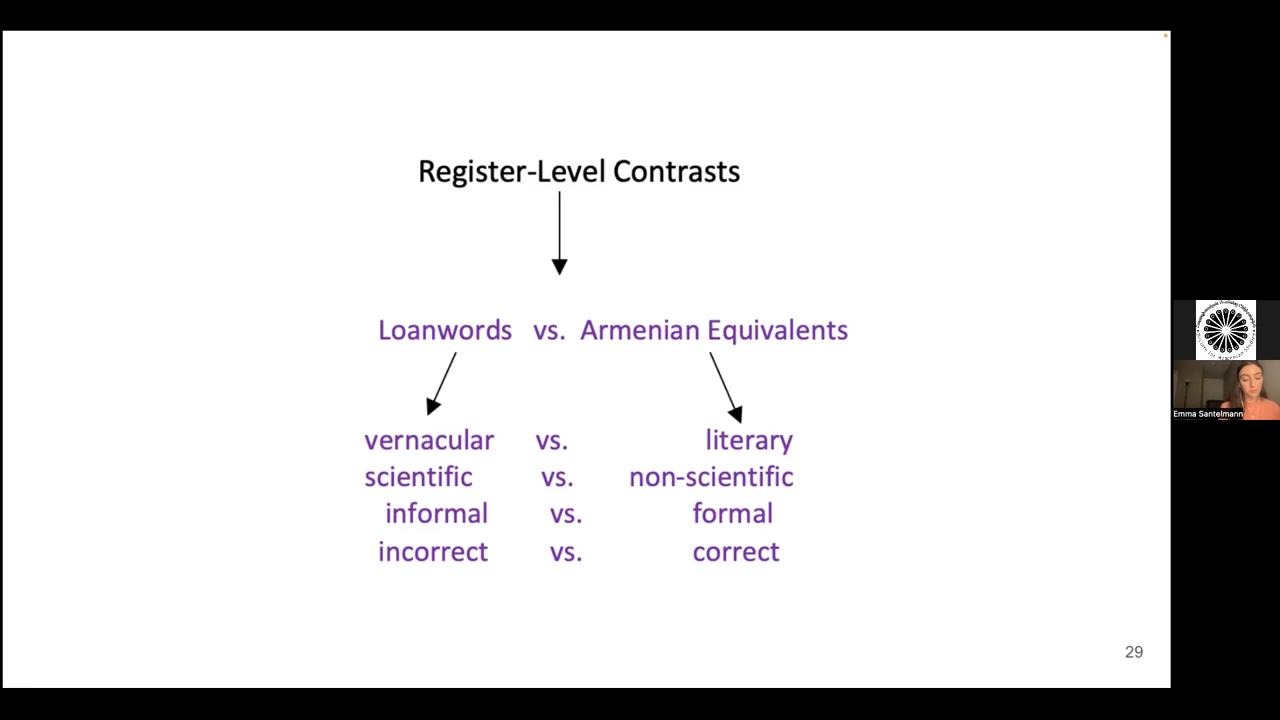 Register-Level Contrasts
Loanwords vs. Armenian Equivalents
vernacular vs. literary
scientific vs. non-scientific
informal vs. formal
incorrect vs. correct
29
Emma Santelmann